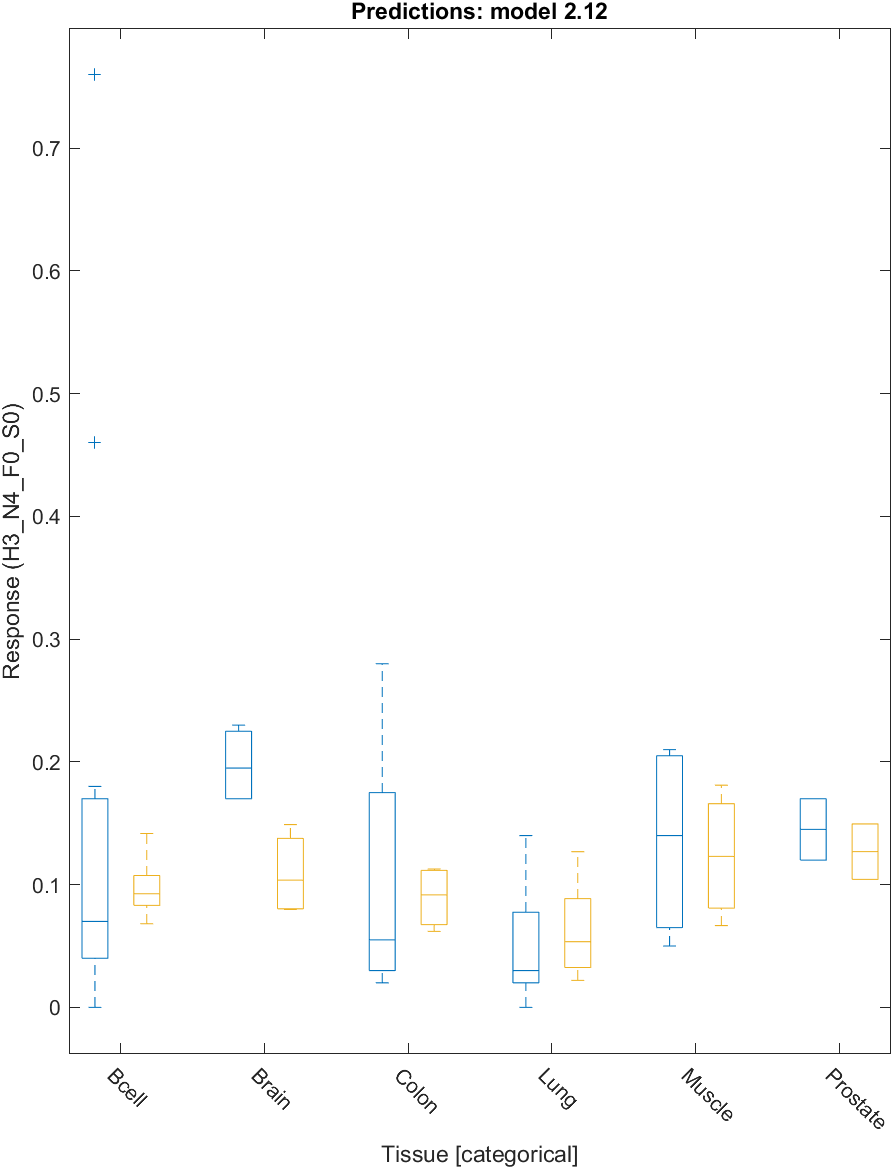 Predictions: model 2.12
Response (H3_N4_F0_S0)
0.7
0.6
0.5
0.4
0.3
0.2
0.1
0
Bcell
Brain
Colon
Lung
Muscle
Prostate
Tissue [categorical]